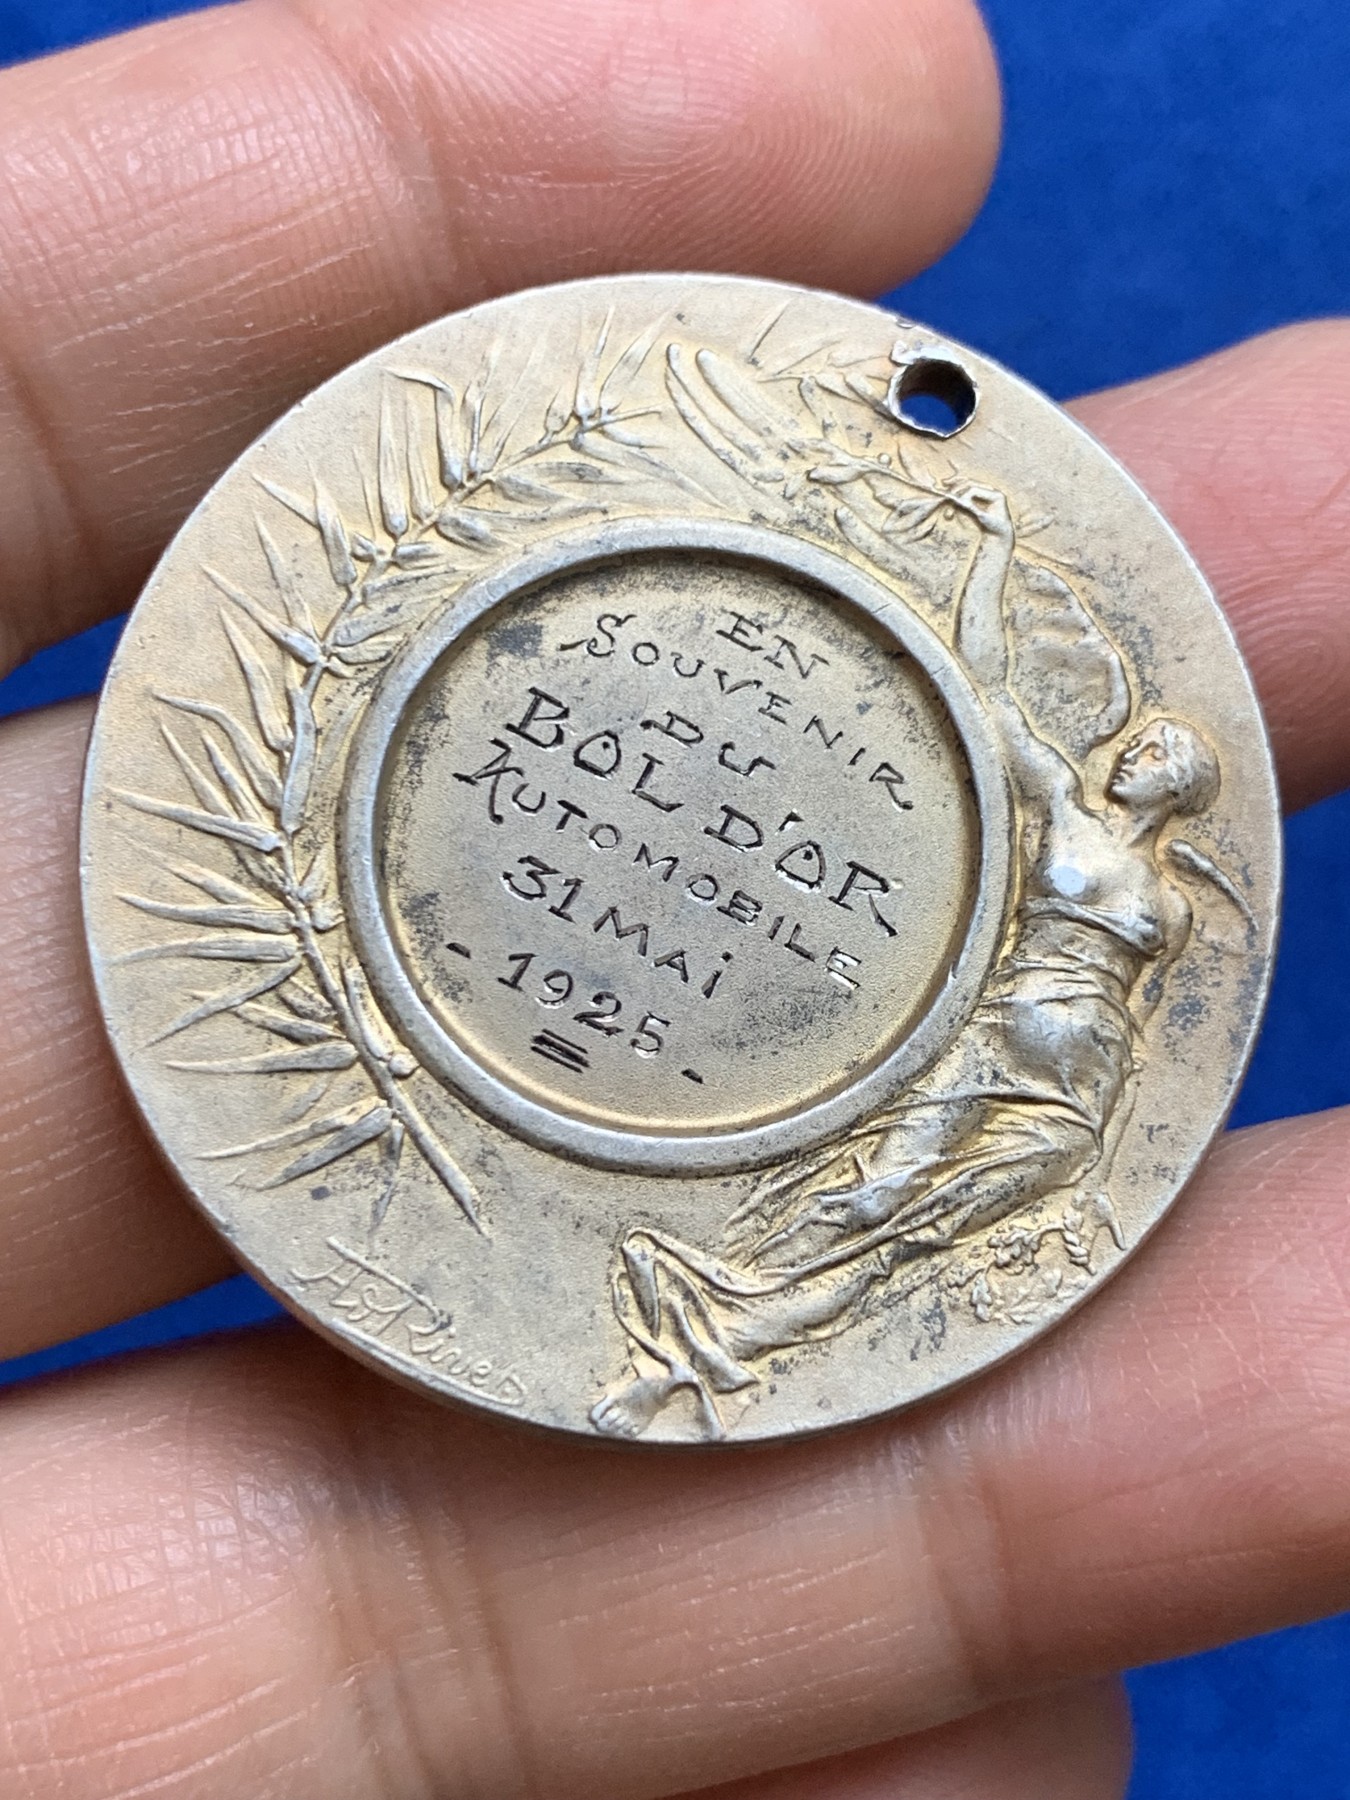 EN
SOUVENIR
DU
BOL D'OR
AUTOMOBILE
31 MAi
- 1925 -